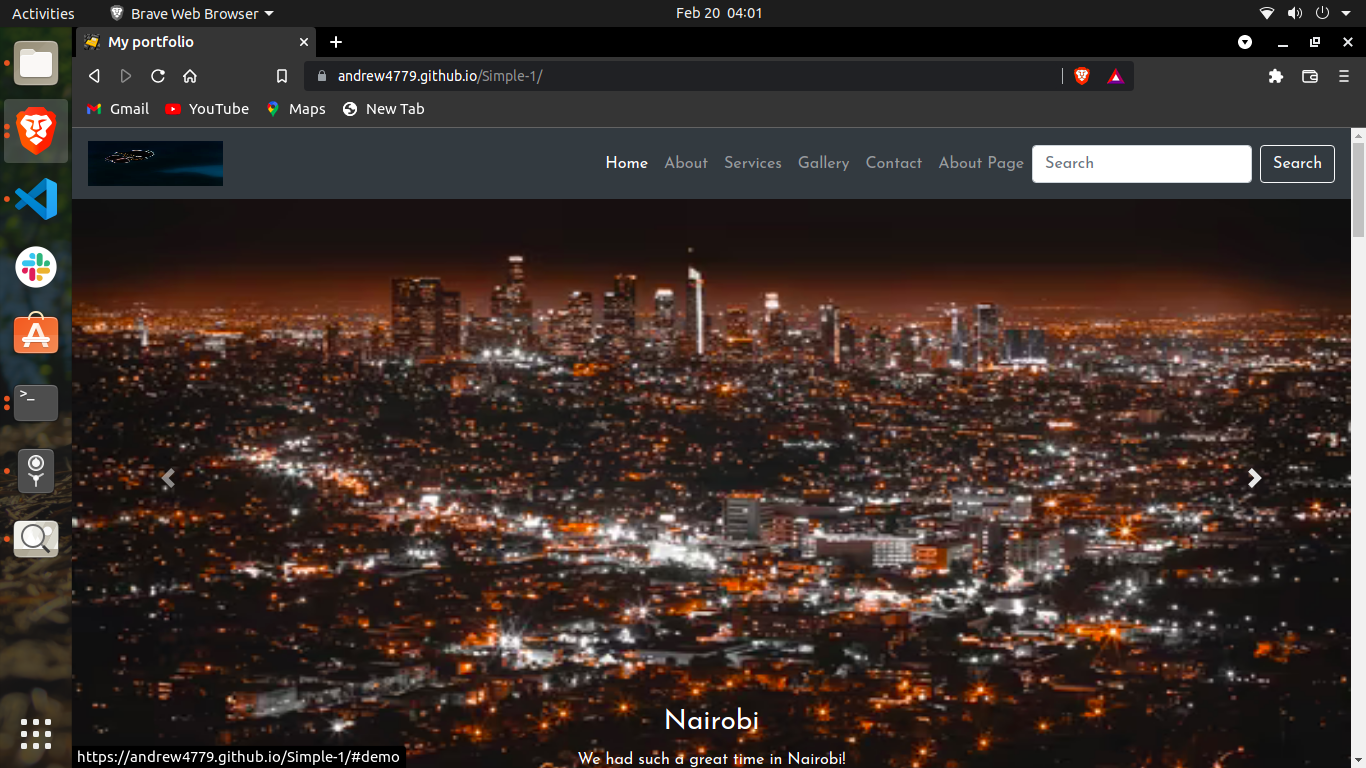 Activities
Brave Web Browser
Feb 20 04:01
My portfolio
andrew4779.github.io/Simple-1/
Gmail
YouTube
Maps
New Tab
Home
About
Services
Gallery
Contact
About Page
Search
Search
>_
Nairobi
We had such a great time in Nairobi!
https://andrew4779.github.io/Simple-1/#demo